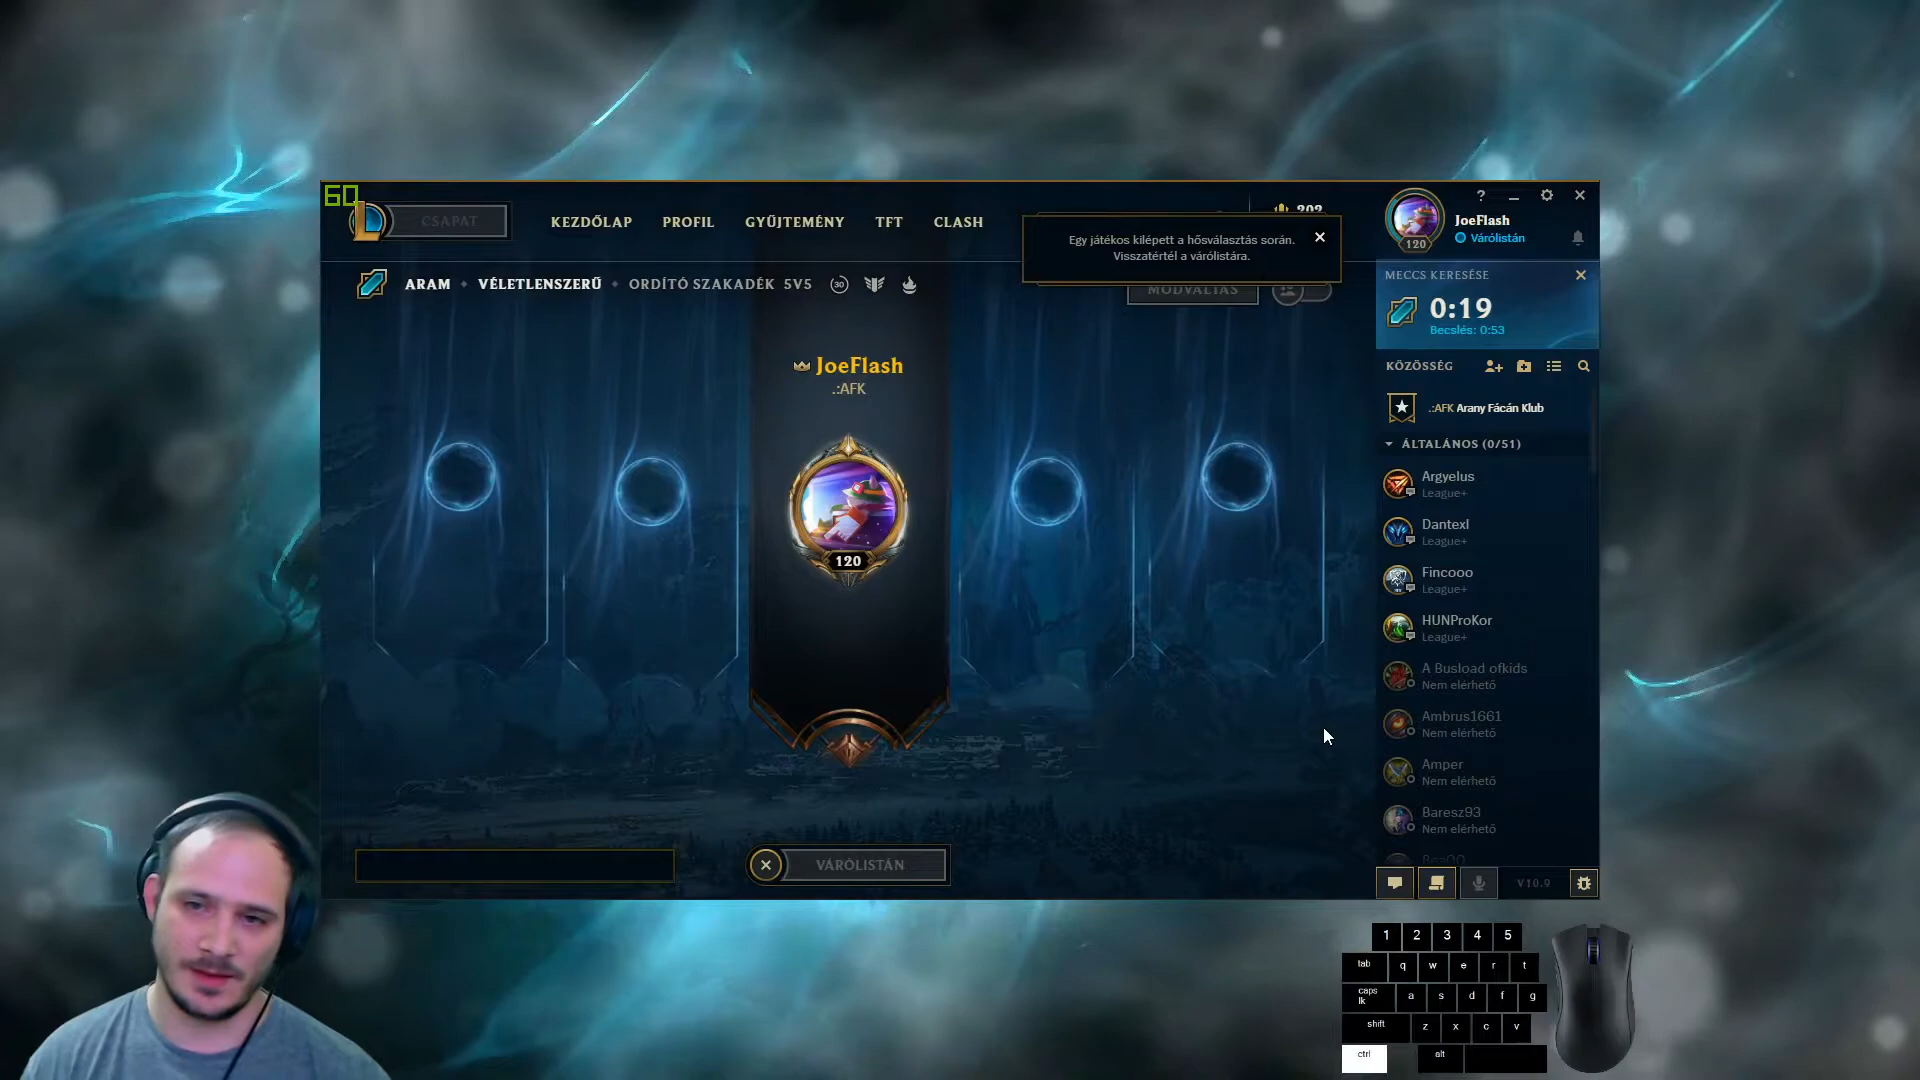 60
CSAPAT
KEZDŐLAP
PROFIL
GYŰJTEMÉNY
TFT
CLASH
202
Egy játékos kilépett a hősválasztás során.
Visszatértél a várólistára.
120
JoeFlash
Várólistán
ARAM • VÉLETLENSZERŰ • ORDÍTÓ SZAKADÉK 5V5
30
MÓDVÁLTÁS
MECCS KERESÉSE
0:19
Becslés: 0:53
JoeFlash
.:AFK
120
KÖZÖSSÉG
.:AFK Arany Fácán Klub
ÁLTALÁNOS (0/51)
Argyelus
League+
Dantexl
League+
Fincooo
League+
HUNProKor
League+
A Busload ofkids
Nem elérhető
Ambrus1661
Nem elérhető
Amper
Nem elérhető
Baresz93
Nem elérhető
VÁRÓLISTÁN
V10.9
1 2 3 4 5
tab q w e r t
caps lk a s d f g
shift z x c v
ctrl alt